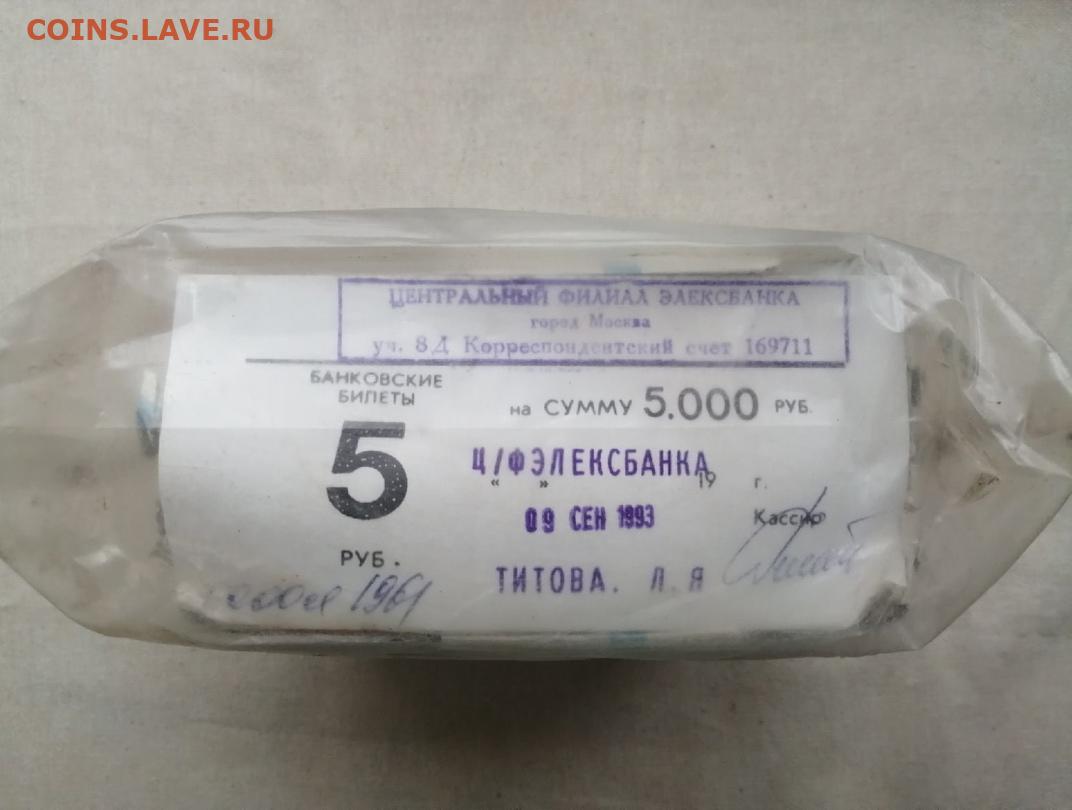 COINS.LAVE.RU
ЦЕНТРАЛЬНЫЙ ФИЛИАЛ ЭЛЕКСБАНКА
город Москва
уч. 8Д Корреспондентский счет 169711
БАНКОВСКИЕ
БИЛЕТЫ
на СУММУ 5.000 РУБ.
5
Ц/ФЭЛЕКСБАНКА
« » 19 г.
09 СЕН 1993
Кассир
РУБ.
ТИТОВА. Л.Я
1961